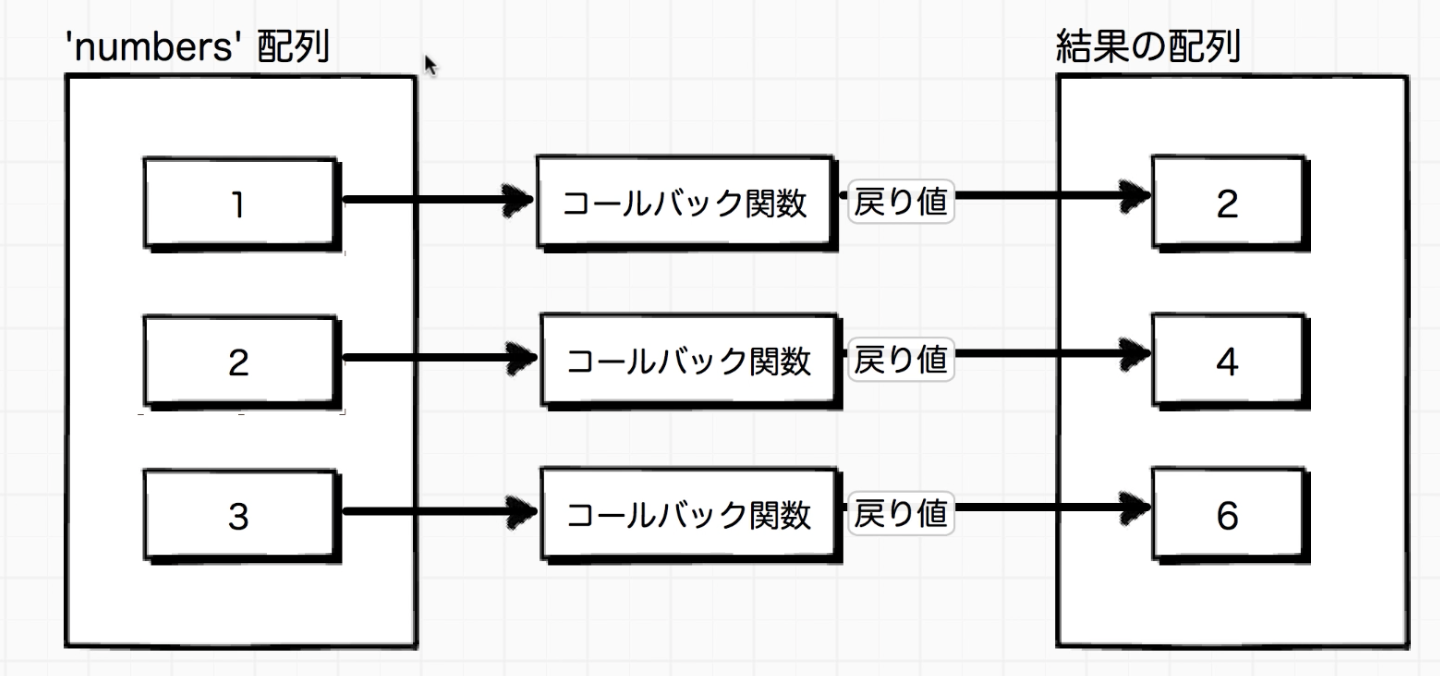 'numbers' 配列
結果の配列
1
コールバック関数
戻り値
2
2
コールバック関数
戻り値
4
3
コールバック関数
戻り値
6